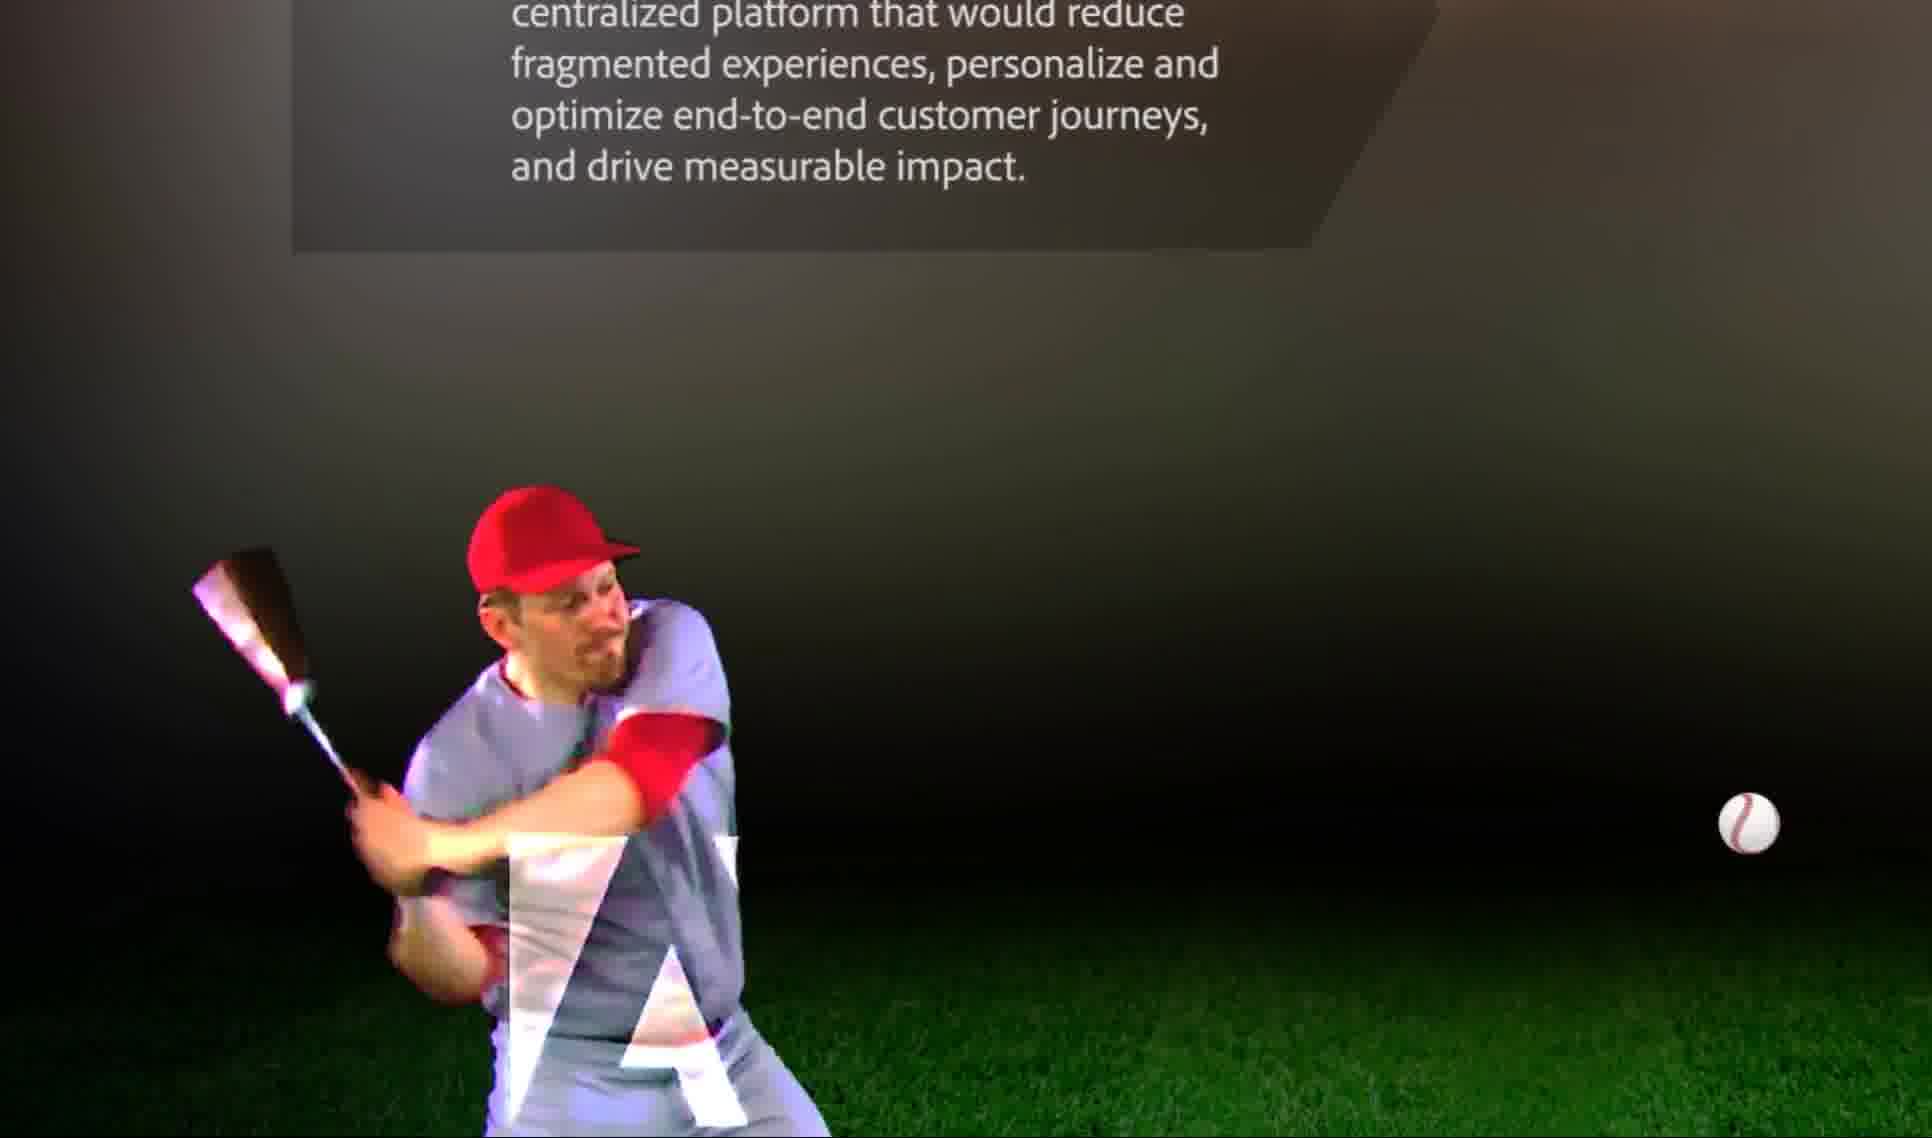 centralized platform that would reduce
fragmented experiences, personalize and
optimize end-to-end customer journeys,
and drive measurable impact.